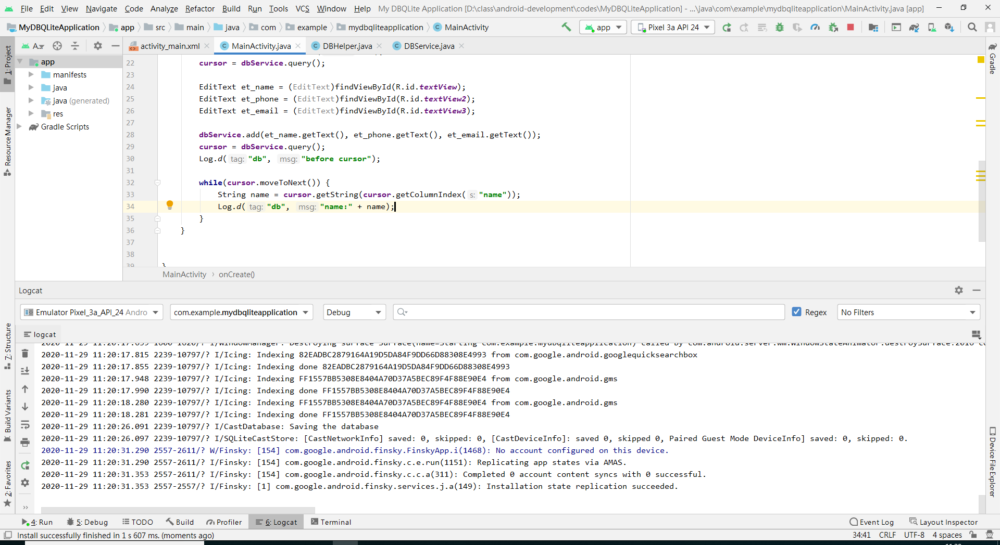 File Edit View Navigate Code Analyze Refactor Build Run Tools VCS Window Help My DBQLite Application [D:\class\android-development\codes\MyDBQLiteApplication] - ...\java\com\example\mydbqliteapplication\MainActivity.java [app]
MyDBQLiteApplication app src main java com example mydbqliteapplication MainActivity app Pixel 3a API 24
A.. activity_main.xml MainActivity.java DBHelper.java DBService.java
1: Project
Resource Manager
7: Structure
Build Variants
2: Favorites
Gradle
Device File Explorer
app
manifests
java
java (generated)
res
Gradle Scripts
22 cursor = dbService.query();
23
24 EditText et_name = (EditText)findViewById(R.id.textView);
25 EditText et_phone = (EditText)findViewById(R.id.textView2);
26 EditText et_email = (EditText)findViewById(R.id.textView3);
27
28 dbService.add(et_name.getText(), et_phone.getText(), et_email.getText());
29 cursor = dbService.query();
30 Log.d( tag: "db", msg: "before cursor");
31
32 while(cursor.moveToNext()) {
33 String name = cursor.getString(cursor.getColumnIndex( s: "name"));
34 Log.d( tag: "db", msg: "name:" + name);
35 }
36 }
37
38
39 }
MainActivity › onCreate()
Logcat
Emulator Pixel_3a_API_24 Andro com.example.mydbqliteapplication Debug Regex No Filters
logcat
2020-11-29 11:20:17.815 2239-10797/? I/Icing: Indexing 82EADBC2879164A19D5DA84F9DD66D88308E4993 from com.google.android.googlequicksearchbox
2020-11-29 11:20:17.855 2239-10797/? I/Icing: Indexing done 82EADBC2879164A19D5DA84F9DD66D88308E4993
2020-11-29 11:20:17.948 2239-10797/? I/Icing: Indexing FF1557BB5308E8404A70D37A5BEC89F4F88E90E4 from com.google.android.gms
2020-11-29 11:20:17.990 2239-10797/? I/Icing: Indexing done FF1557BB5308E8404A70D37A5BEC89F4F88E90E4
2020-11-29 11:20:18.280 2239-10797/? I/Icing: Indexing FF1557BB5308E8404A70D37A5BEC89F4F88E90E4 from com.google.android.gms
2020-11-29 11:20:18.281 2239-10797/? I/Icing: Indexing done FF1557BB5308E8404A70D37A5BEC89F4F88E90E4
2020-11-29 11:20:26.091 2239-10797/? I/CastDatabase: Saving the database
2020-11-29 11:20:26.097 2239-10797/? I/SQLiteCastStore: [CastNetworkInfo] saved: 0, skipped: 0, [CastDeviceInfo]: saved 0, skipped 0, Paired Guest Mode DeviceInfo] saved: 0, skipped: 0.
2020-11-29 11:20:31.290 2557-2611/? W/Finsky: [154] com.google.android.finsky.FinskyApp.i(1468): No account configured on this device.
2020-11-29 11:20:31.290 2557-2611/? I/Finsky: [154] com.google.android.finsky.c.e.run(1151): Replicating app states via AMAS.
2020-11-29 11:20:31.353 2557-2611/? I/Finsky: [154] com.google.android.finsky.c.c.a(311): Completed 0 account content syncs with 0 successful.
2020-11-29 11:20:31.353 2557-2557/? I/Finsky: [1] com.google.android.finsky.services.j.a(149): Installation state replication succeeded.
4: Run 5: Debug TODO Build Profiler 6: Logcat Terminal Event Log Layout Inspector
Install successfully finished in 1 s 607 ms. (moments ago) 34:41 CRLF UTF-8 4 spaces